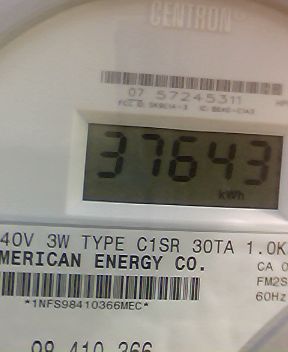 CENTRON
07 57245311
37643
kWh
40V 3W TYPE C1SR 30TA 1.0K
MERICAN ENERGY CO.
CA 0
FM2S
60Hz
*1NFS98410366MEC*
98 410 366